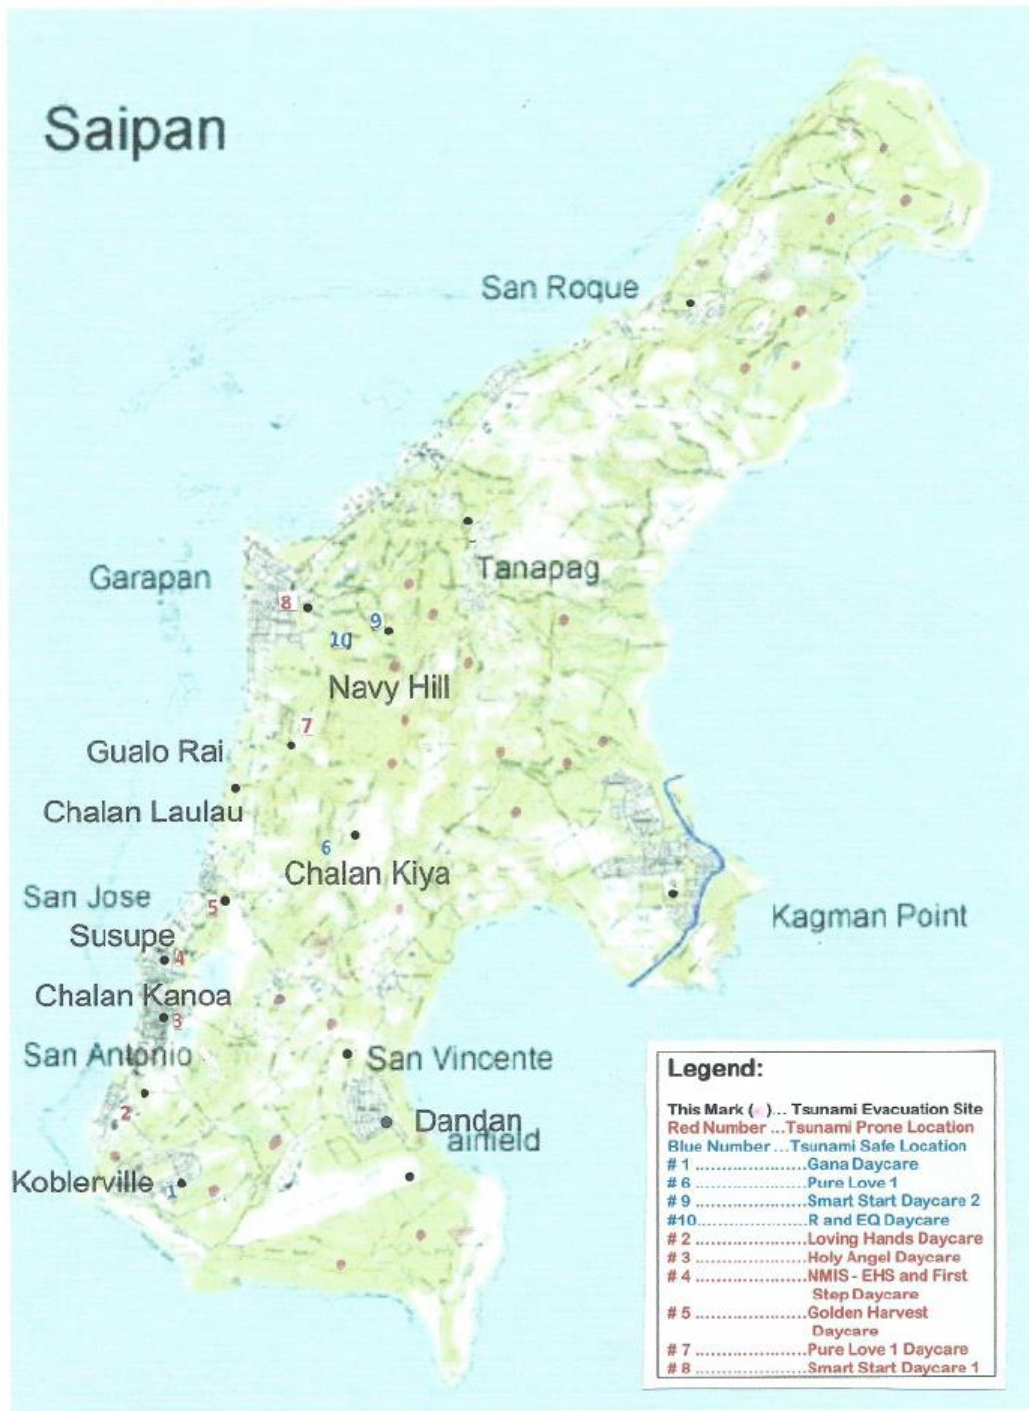 Saipan
San Roque
Tanapag
Garapan
8
9
10
Navy Hill
7
Gualo Rai
Chalan Laulau
6
Chalan Kiya
San Jose
5
Kagman Point
Susupe
4
Chalan Kanoa
3
San Antonio
San Vincente
2
Dandan
airfield
Koblerville
1
Legend:
This Mark ( )... Tsunami Evacuation Site
Red Number ...Tsunami Prone Location
Blue Number ...Tsunami Safe Location
# 1 .......................Gana Daycare
# 6 .......................Pure Love 1
# 9 .......................Smart Start Daycare 2
#10.......................R and EQ Daycare
# 2 .......................Loving Hands Daycare
# 3 .......................Holy Angel Daycare
# 4 .......................NMIS - EHS and First
Step Daycare
# 5 .......................Golden Harvest
Daycare
# 7 .......................Pure Love 1 Daycare
# 8 .......................Smart Start Daycare 1